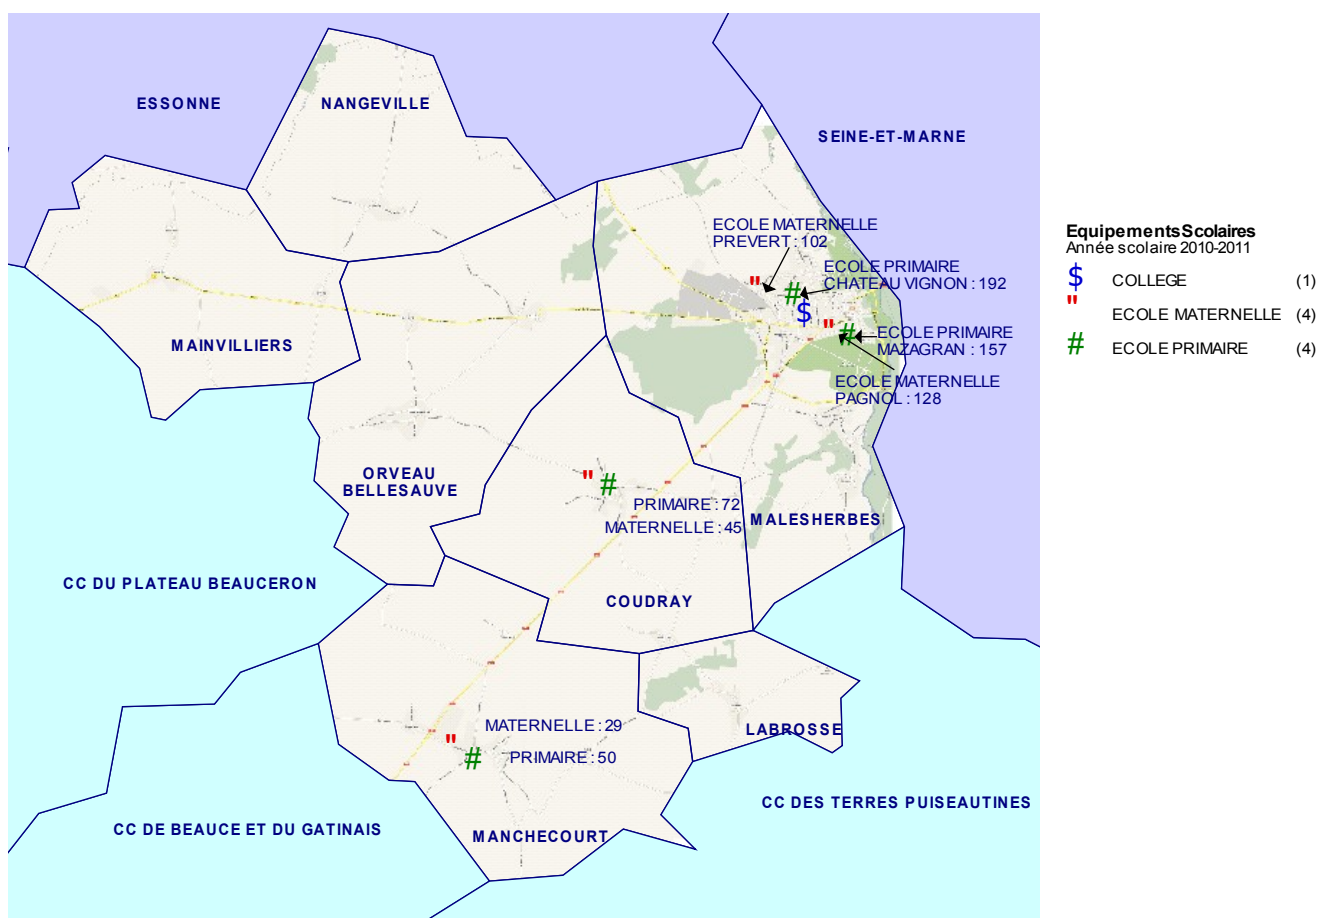 ESSONNE
NANGEVILLE
SEINE-ET-MARNE
ECOLE MATERNELLE
PREVERT : 102
ECOLE PRIMAIRE
CHATEAU VIGNON : 192
ECOLE PRIMAIRE
MAZAGRAN : 157
ECOLE MATERNELLE
PAGNOL : 128
MAINVILLIERS
ORVEAU
BELLESAUVE
PRIMAIRE : 72
MATERNELLE : 45
MALESHERBES
CC DU PLATEAU BEAUCERON
COUDRAY
MATERNELLE : 29
PRIMAIRE : 50
LABROSSE
CC DES TERRES PUISEAUTINES
CC DE BEAUCE ET DU GATINAIS
MANCHECOURT
Equipements Scolaires
Année scolaire 2010-2011
$ COLLEGE (1)
" ECOLE MATERNELLE (4)
# ECOLE PRIMAIRE (4)